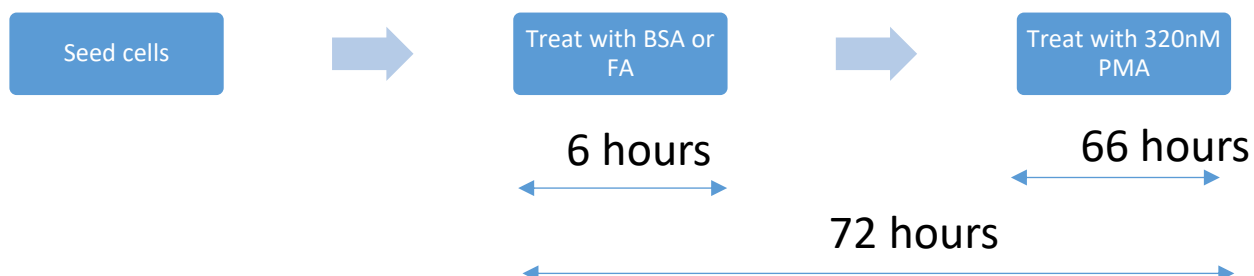 Seed cells
Treat with BSA or
FA
Treat with 320nM
PMA
6 hours
66 hours
72 hours